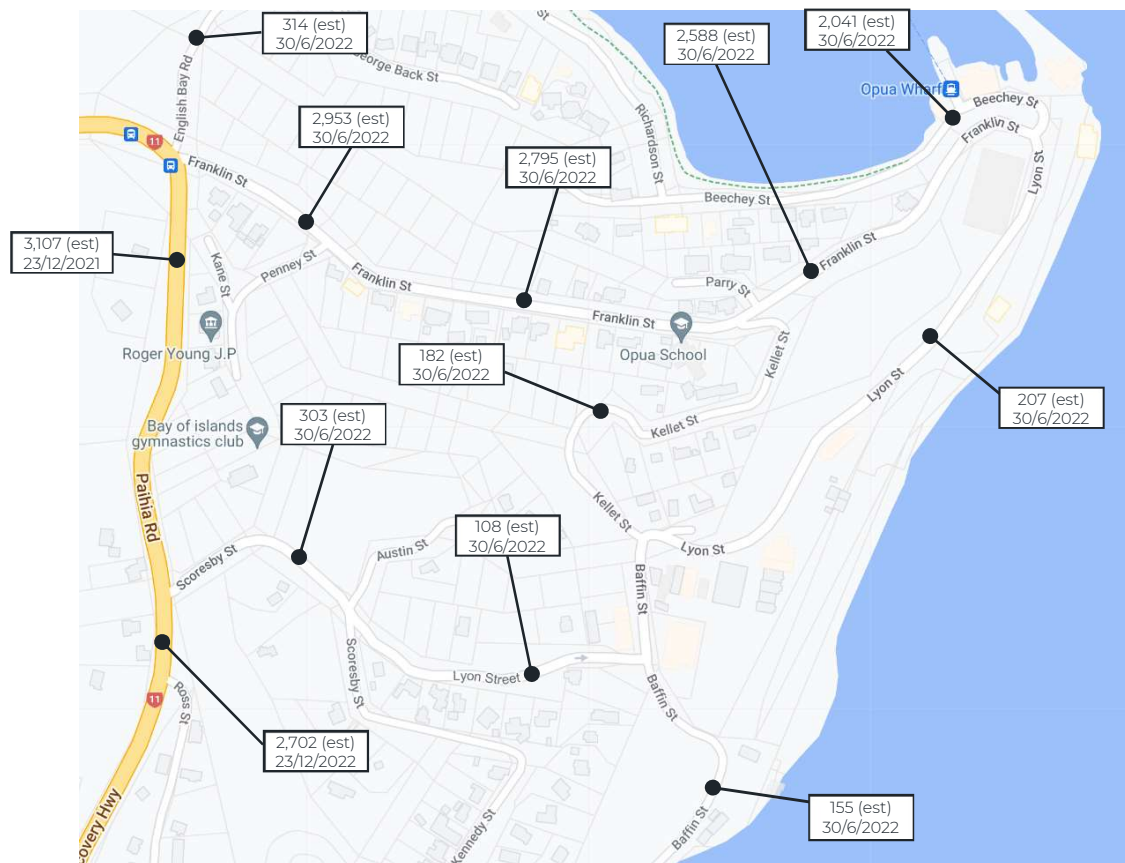 314 (est)
30/6/2022
2,041 (est)
30/6/2022
2,588 (est)
30/6/2022
George Back St
English Bay Rd
Opua Wharf
Beechey St
Franklin St
2,953 (est)
30/6/2022
Richardson St
11
Franklin St
2,795 (est)
30/6/2022
Lyon St
Beechey St
3,107 (est)
23/12/2021
Kane St
Penney St
Franklin St
Franklin St
Parry St
Franklin St
Roger Young J.P
Opua School
182 (est)
30/6/2022
Kellet St
Lyon St
207 (est)
30/6/2022
303 (est)
30/6/2022
Bay of islands
gymnastics club
Kellet St
Paihia Rd
Kellet St
108 (est)
30/6/2022
Austin St
Lyon St
Scoresby St
Baffin St
Scoresby St
Lyon Street
Ross St
11
Baffin St
2,702 (est)
23/12/2022
155 (est)
30/6/2022
Kennedy St
Baffin St
covery Hwy